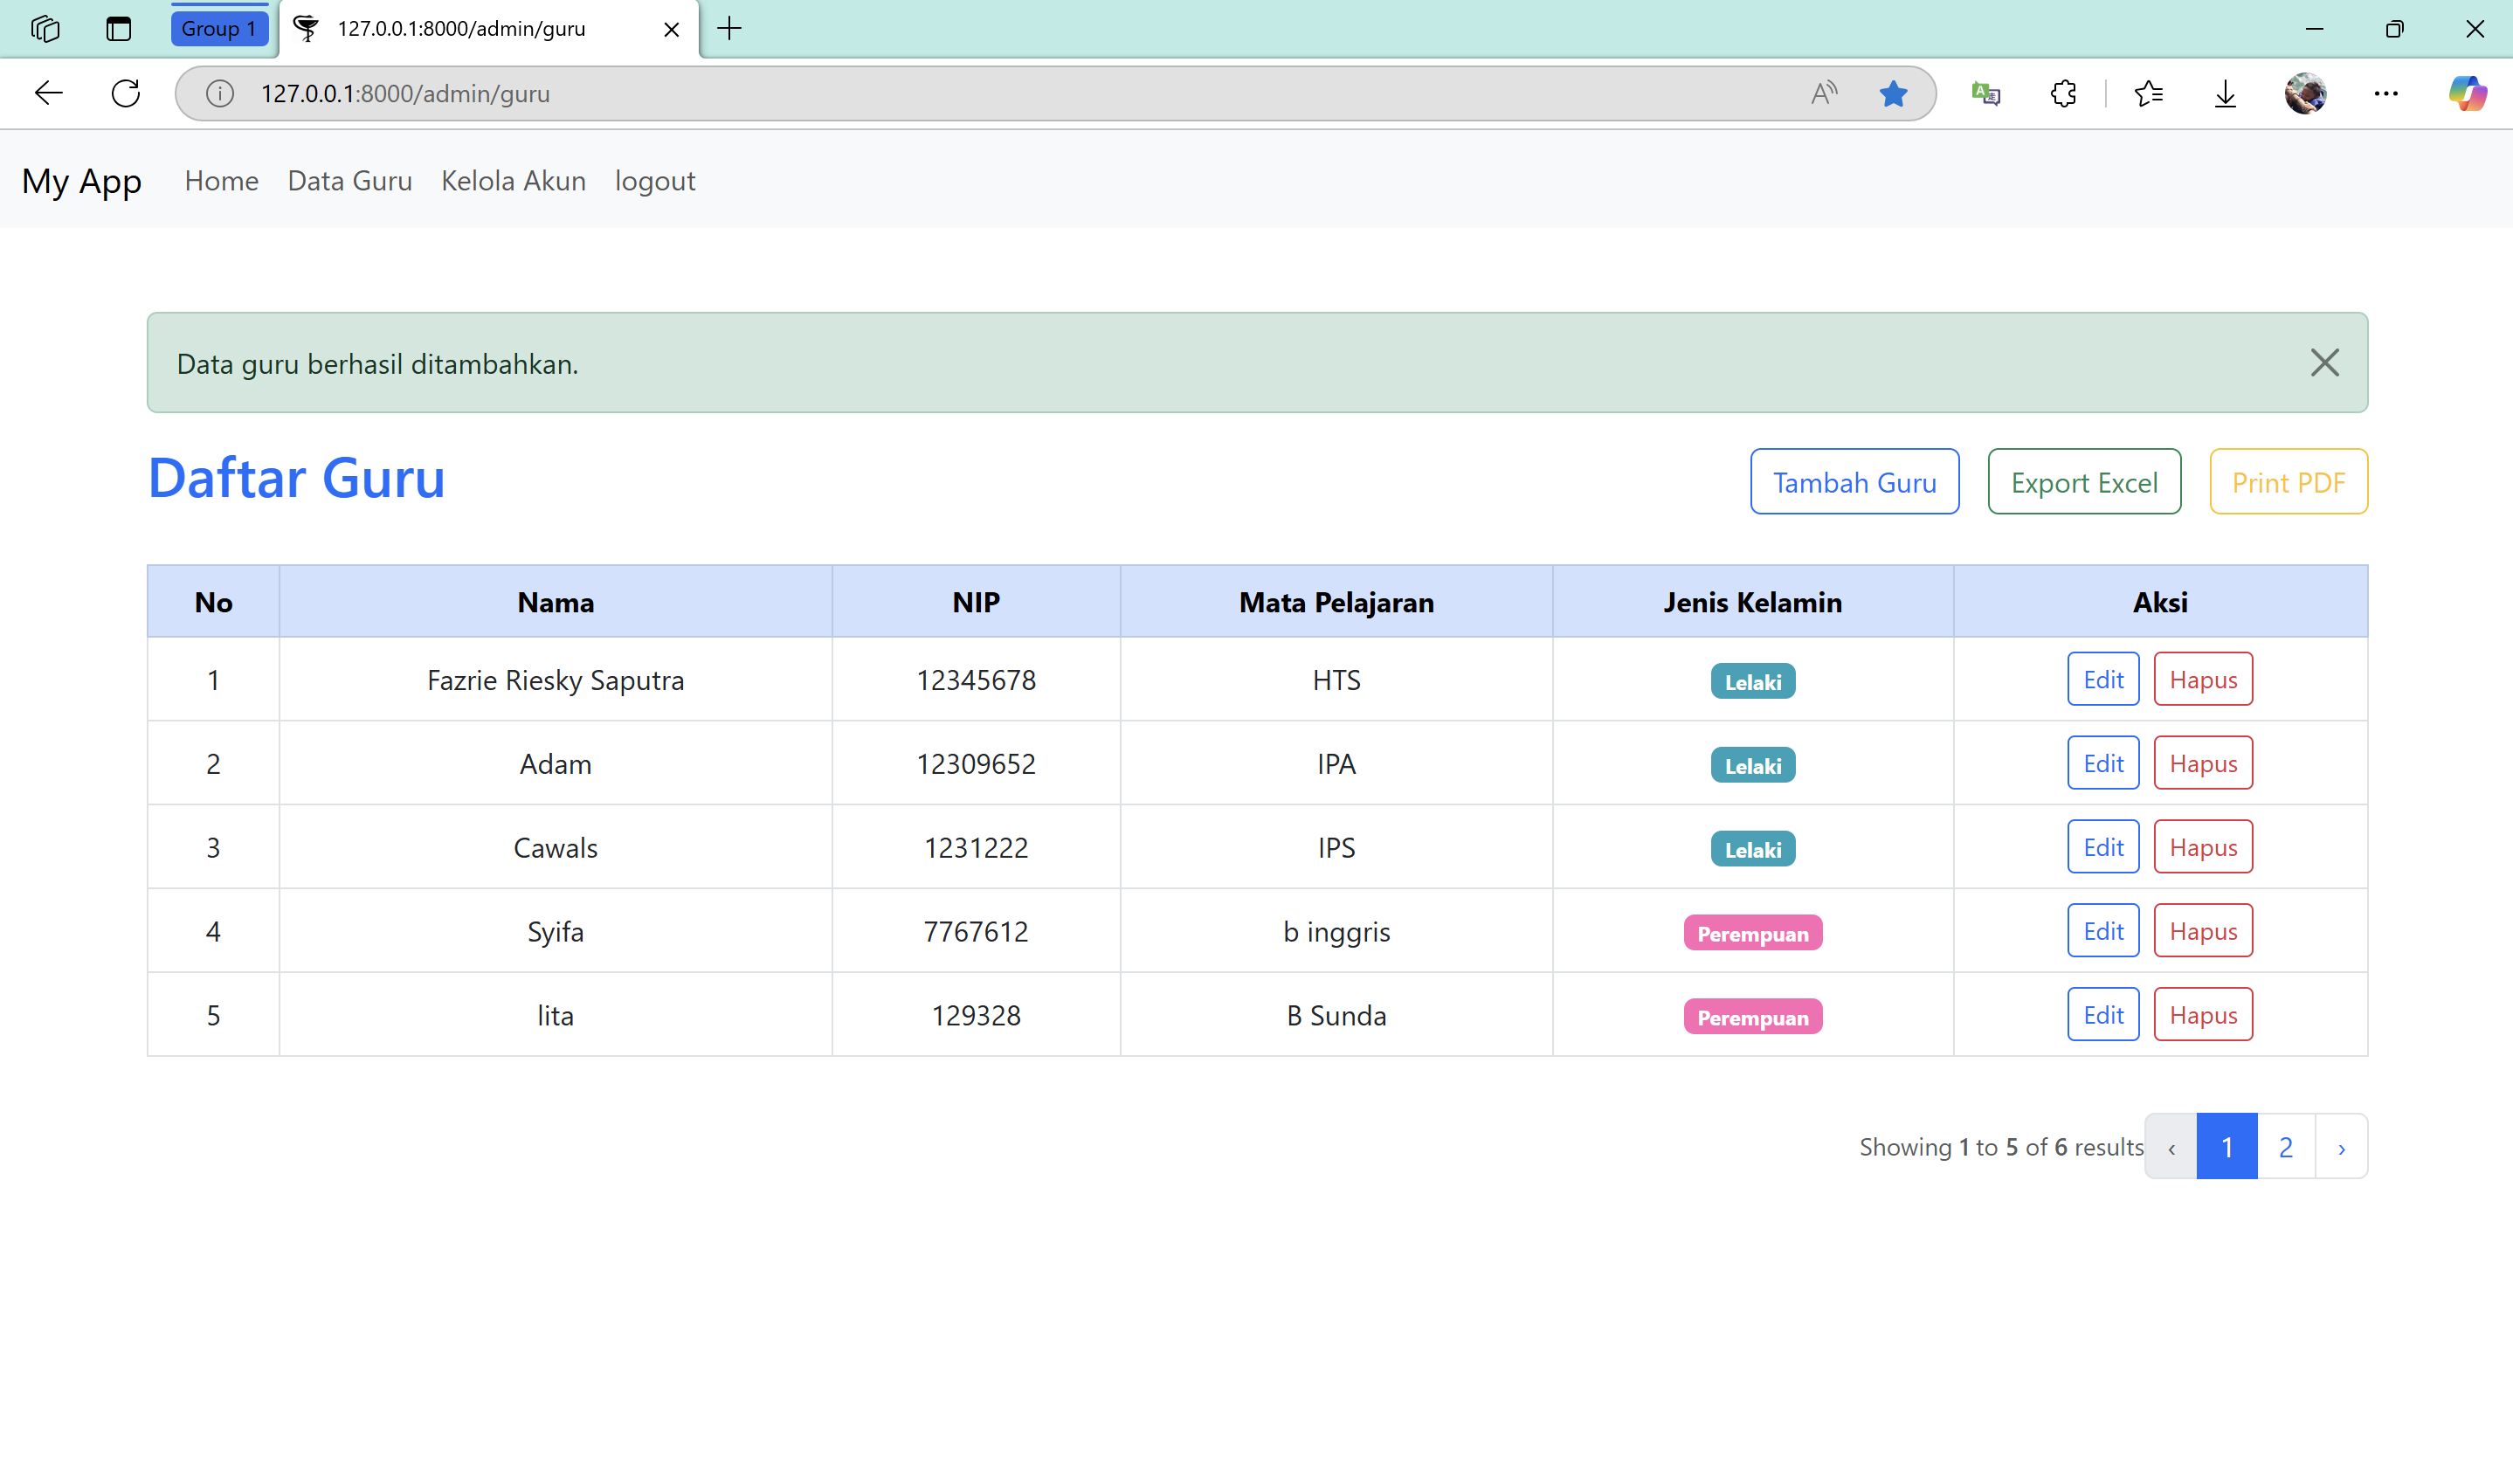 Group 1
127.0.0.1:8000/admin/guru
127.0.0.1:8000/admin/guru
My App Home Data Guru Kelola Akun logout
Data guru berhasil ditambahkan.
Daftar Guru Tambah Guru Export Excel Print PDF
No Nama NIP Mata Pelajaran Jenis Kelamin Aksi
1 Fazrie Riesky Saputra 12345678 HTS Lelaki Edit Hapus
2 Adam 12309652 IPA Lelaki Edit Hapus
3 Cawals 1231222 IPS Lelaki Edit Hapus
4 Syifa 7767612 b inggris Perempuan Edit Hapus
5 lita 129328 B Sunda Perempuan Edit Hapus
Showing 1 to 5 of 6 results ‹ 1 2 ›